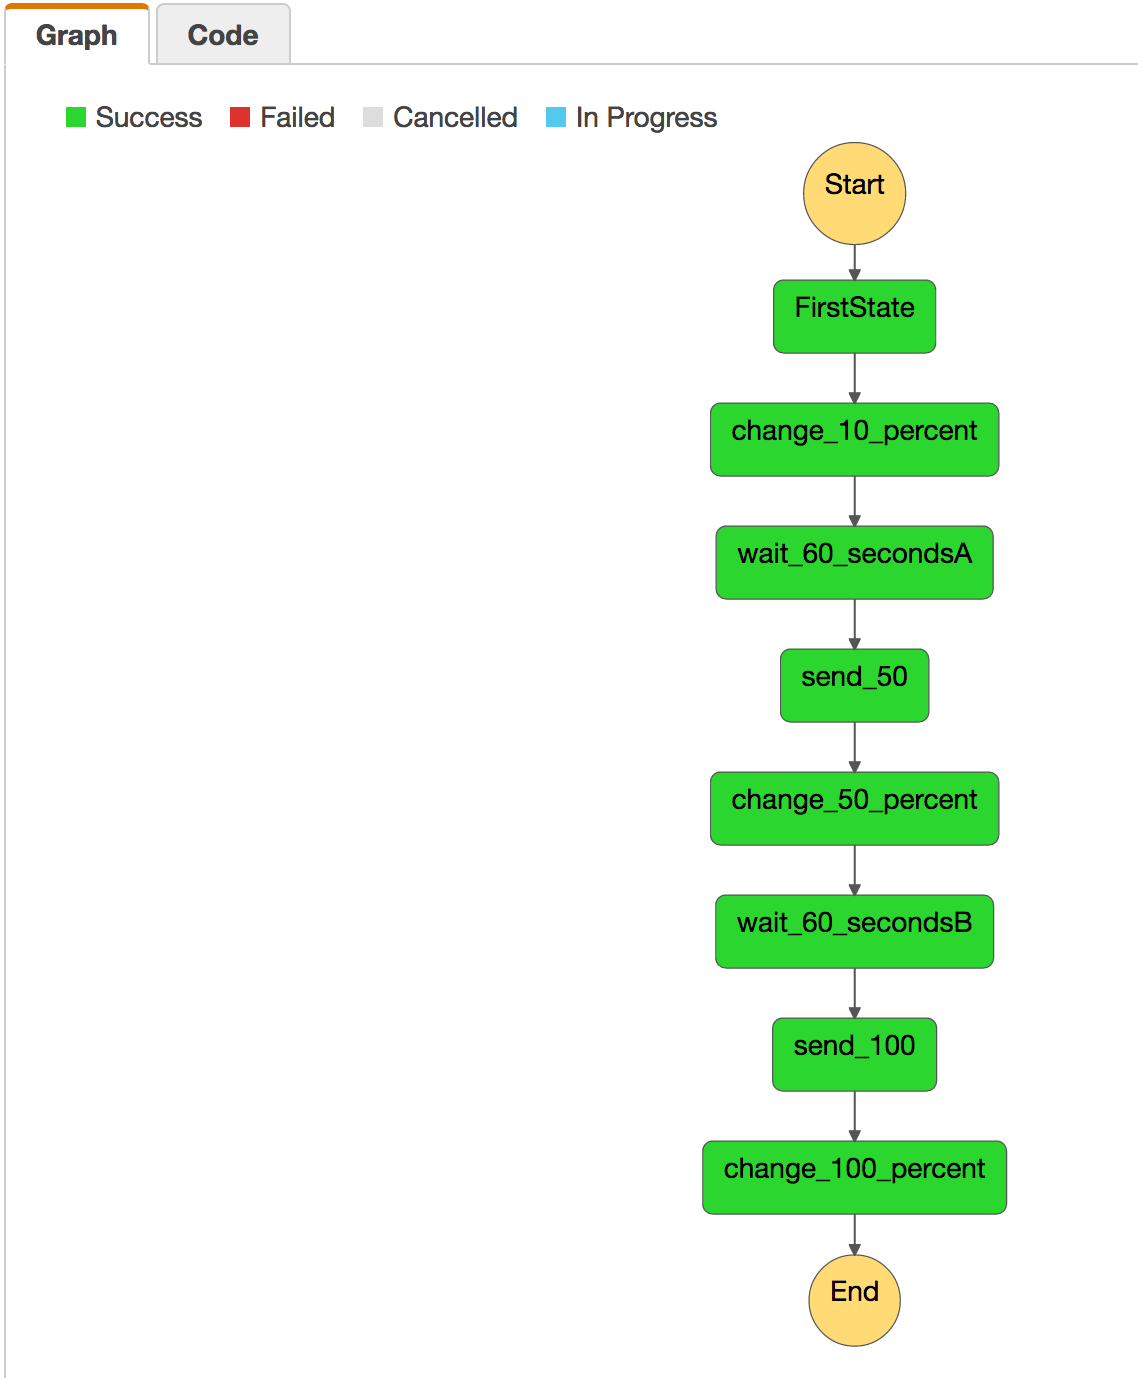 Graph Code
Success Failed Cancelled In Progress
Start
FirstState
change_10_percent
wait_60_secondsA
send_50
change_50_percent
wait_60_secondsB
send_100
change_100_percent
End